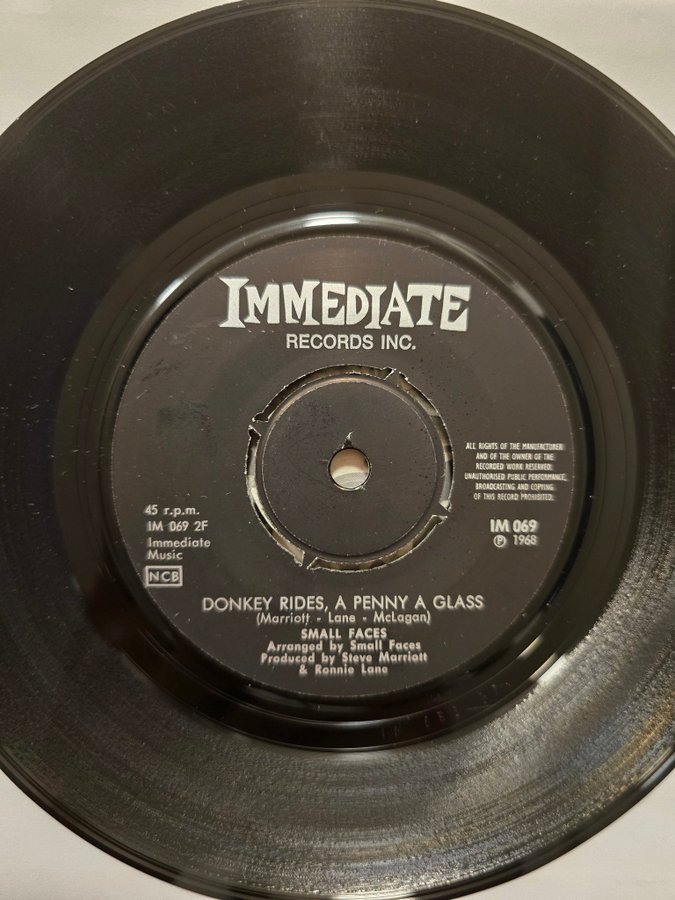 IMMEDIATE
RECORDS INC.
ALL RIGHTS OF THE MANUFACTURER
AND OF THE OWNER OF THE
RECORDED WORK RESERVED.
UNAUTHORISED PUBLIC PERFORMANCE,
BROADCASTING AND COPYING
OF THIS RECORD PROHIBITED.
45 r.p.m.
IM 069 2F
Immediate
Music
NCB
IM 069
℗ 1968
DONKEY RIDES, A PENNY A GLASS
(Marriott - Lane - McLagan)
SMALL FACES
Arranged by Small Faces
Produced by Steve Marriott
& Ronnie Lane